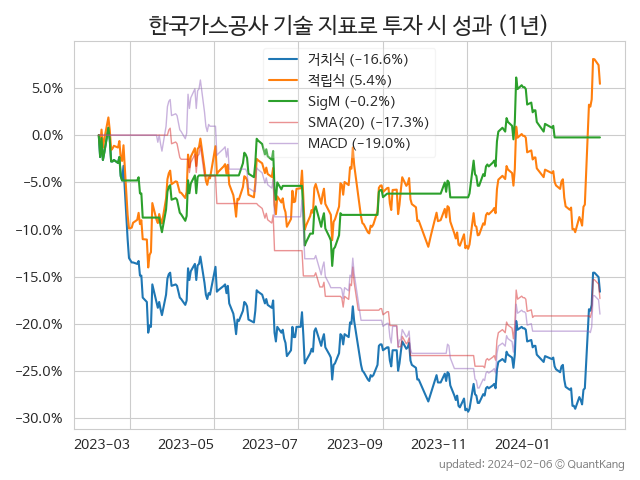 한국가스공사 기술 지표로 투자 시 성과 (1년)
거치식 (−16.6%)
적립식 (5.4%)
SigM (−0.2%)
SMA(20) (−17.3%)
MACD (−19.0%)
5.0%
0.0%
−5.0%
−10.0%
−15.0%
−20.0%
−25.0%
−30.0%
2023-03
2023-05
2023-07
2023-09
2023-11
2024-01
updated: 2024-02-06 © QuantKang